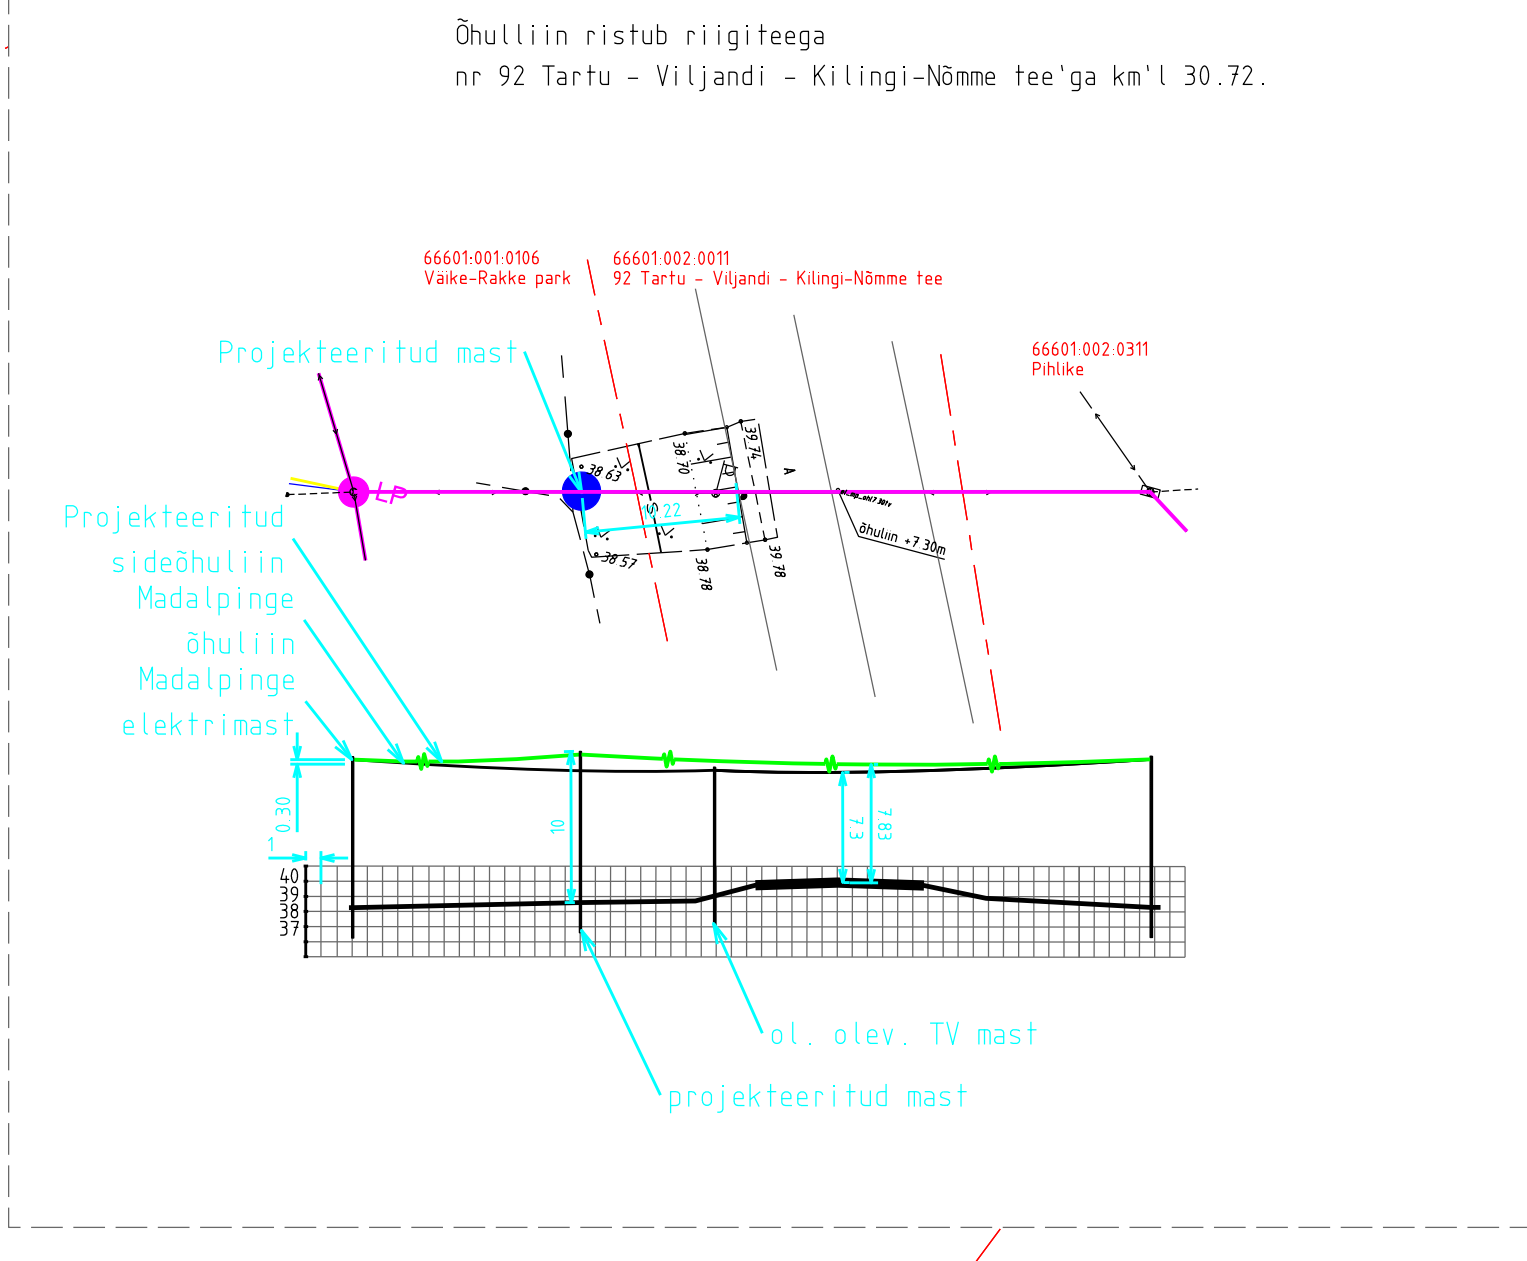 Õhulliin ristub riigiteega
nr 92 Tartu - Viljandi - Kilingi-Nõmme tee'ga km'l 30.72.
66601:001:0106
Väike-Rakke park
66601:002:0011
92 Tartu - Viljandi - Kilingi-Nõmme tee
66601:002:0311
Pihlike
Projekteeritud mast
LP
38 63
38.70
39.74
A
S
10.22
38 57
38 78
39.78
õhuliin +7 30m
Projekteeritud
sideõhuliin
Madalpinge
õhuliin
Madalpinge
elektrimast
0.30
1
10
7.3
7.83
40
39
38
37
ol. olev. TV mast
projekteeritud mast